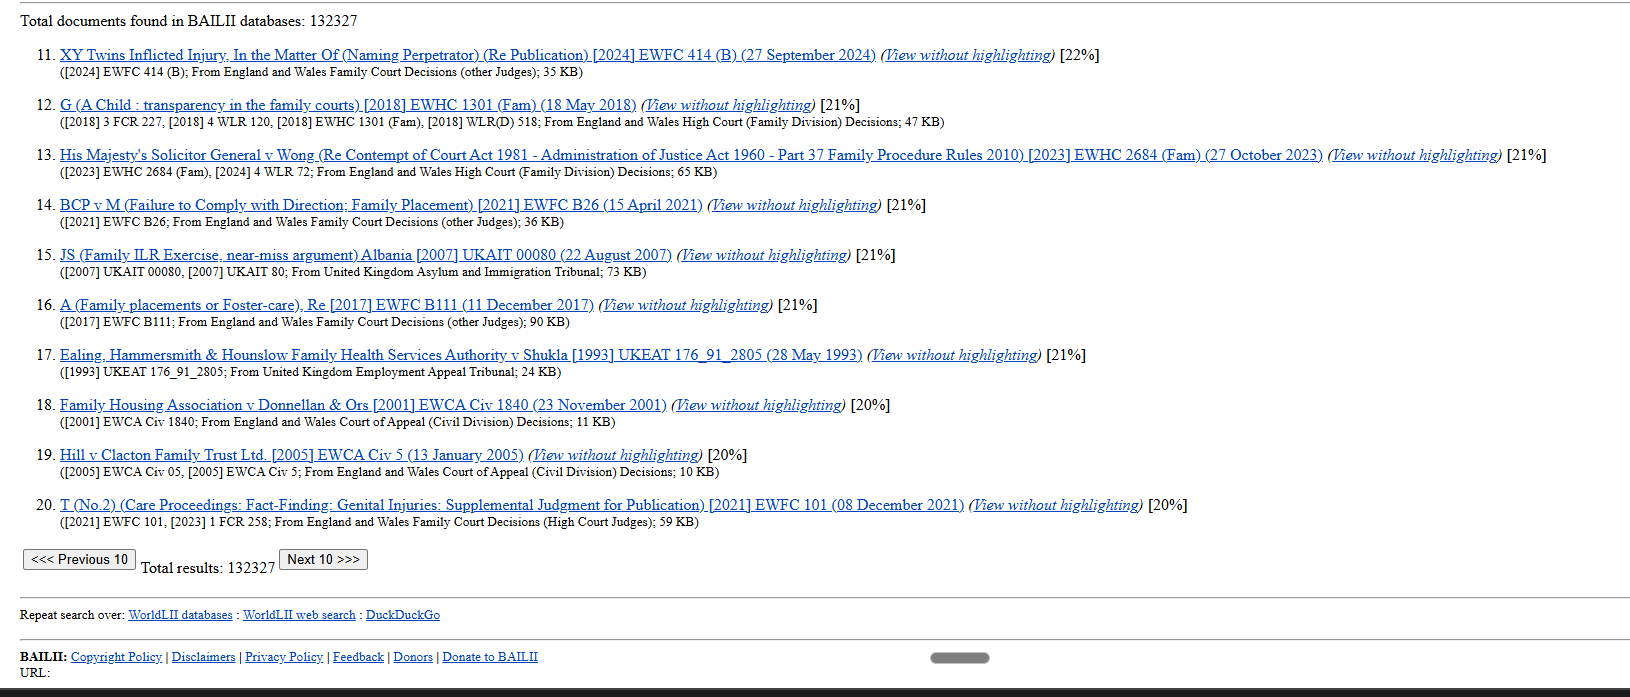 Total documents found in BAILII databases: 132327
11. XY Twins Inflicted Injury, In the Matter Of (Naming Perpetrator) (Re Publication) [2024] EWFC 414 (B) (27 September 2024) (View without highlighting) [22%]
([2024] EWFC 414 (B); From England and Wales Family Court Decisions (other Judges); 35 KB)
12. G (A Child : transparency in the family courts) [2018] EWHC 1301 (Fam) (18 May 2018) (View without highlighting) [21%]
([2018] 3 FCR 227, [2018] 4 WLR 120, [2018] EWHC 1301 (Fam), [2018] WLR(D) 518; From England and Wales High Court (Family Division) Decisions; 47 KB)
13. His Majesty's Solicitor General v Wong (Re Contempt of Court Act 1981 - Administration of Justice Act 1960 - Part 37 Family Procedure Rules 2010) [2023] EWHC 2684 (Fam) (27 October 2023) (View without highlighting) [21%]
([2023] EWHC 2684 (Fam), [2024] 4 WLR 72; From England and Wales High Court (Family Division) Decisions; 65 KB)
14. BCP v M (Failure to Comply with Direction; Family Placement) [2021] EWFC B26 (15 April 2021) (View without highlighting) [21%]
([2021] EWFC B26; From England and Wales Family Court Decisions (other Judges); 36 KB)
15. JS (Family ILR Exercise, near-miss argument) Albania [2007] UKAIT 00080 (22 August 2007) (View without highlighting) [21%]
([2007] UKAIT 00080, [2007] UKAIT 80; From United Kingdom Asylum and Immigration Tribunal; 73 KB)
16. A (Family placements or Foster-care), Re [2017] EWFC B111 (11 December 2017) (View without highlighting) [21%]
([2017] EWFC B111; From England and Wales Family Court Decisions (other Judges); 90 KB)
17. Ealing, Hammersmith & Hounslow Family Health Services Authority v Shukla [1993] UKEAT 176_91_2805 (28 May 1993) (View without highlighting) [21%]
([1993] UKEAT 176_91_2805; From United Kingdom Employment Appeal Tribunal; 24 KB)
18. Family Housing Association v Donnellan & Ors [2001] EWCA Civ 1840 (23 November 2001) (View without highlighting) [20%]
([2001] EWCA Civ 1840; From England and Wales Court of Appeal (Civil Division) Decisions; 11 KB)
19. Hill v Clacton Family Trust Ltd. [2005] EWCA Civ 5 (13 January 2005) (View without highlighting) [20%]
([2005] EWCA Civ 05, [2005] EWCA Civ 5; From England and Wales Court of Appeal (Civil Division) Decisions; 10 KB)
20. T (No.2) (Care Proceedings: Fact-Finding: Genital Injuries: Supplemental Judgment for Publication) [2021] EWFC 101 (08 December 2021) (View without highlighting) [20%]
([2021] EWFC 101, [2023] 1 FCR 258; From England and Wales Family Court Decisions (High Court Judges); 59 KB)
<<< Previous 10 Total results: 132327 Next 10 >>>
Repeat search over: WorldLII databases : WorldLII web search : DuckDuckGo
BAILII: Copyright Policy | Disclaimers | Privacy Policy | Feedback | Donors | Donate to BAILII
URL: